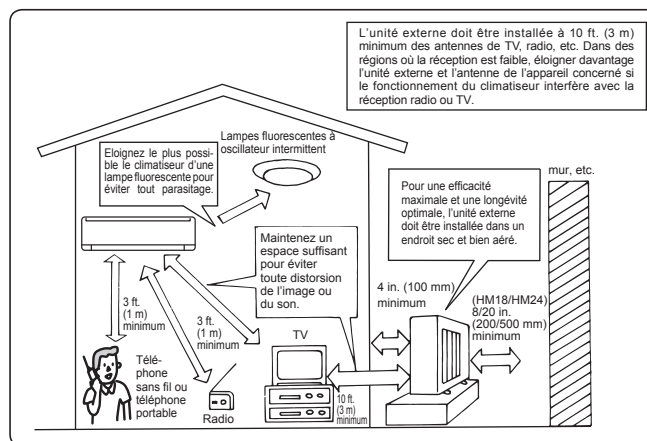 L'unité externe doit être installée à 10 ft. (3 m)
minimum des antennes de TV, radio, etc. Dans des
régions où la réception est faible, éloigner davantage
l'unité externe et l'antenne de l'appareil concerné si
le fonctionnement du climatiseur interfère avec la
réception radio ou TV.
Lampes fluorescentes à
oscillateur intermittent
Eloignez le plus possi-
ble le climatiseur d'une
lampe fluorescente pour
éviter tout parasitage.
mur, etc.
Pour une efficacité
maximale et une longévité
optimale, l'unité externe
doit être installée dans un
endroit sec et bien aéré.
Maintenez un
espace suffisant
pour éviter
toute distorsion
de l'image ou
du son.
4 in. (100 mm)
minimum
(HM18/HM24)
8/20 in.
(200/500 mm)
minimum
3 ft.
(1 m)
minimum
3 ft.
(1 m)
minimum
TV
Télé-
phone
sans fil ou
téléphone
portable
Radio
10 ft.
(3 m)
minimum